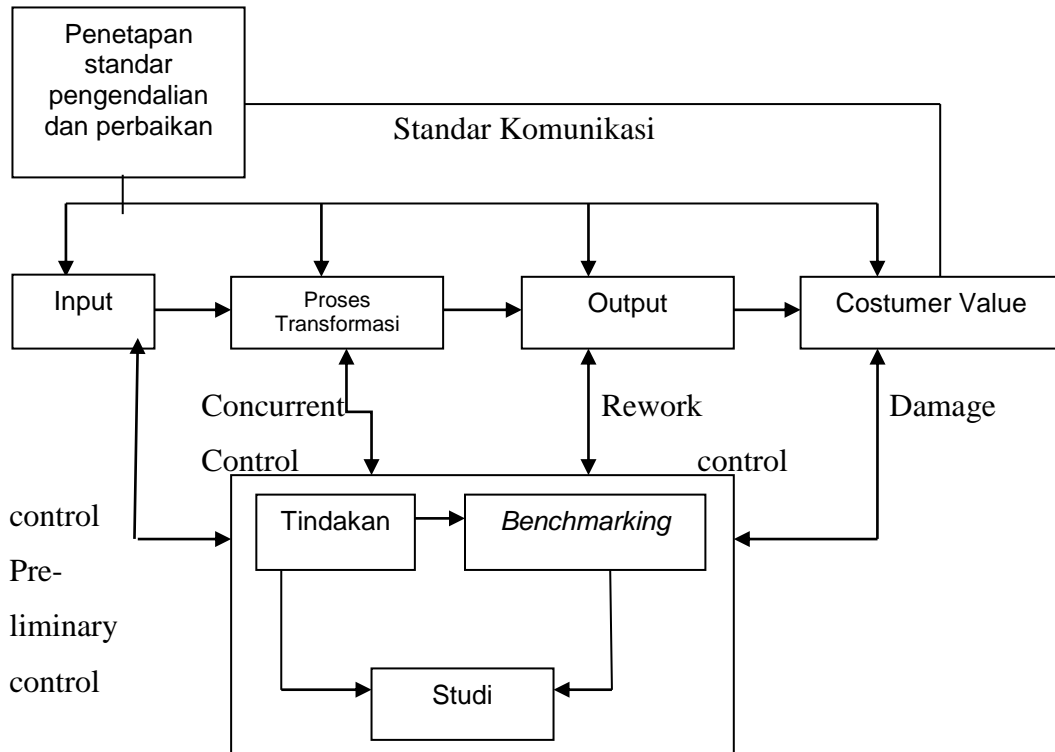 Penetapan
standar
pengendalian
dan perbaikan
Standar Komunikasi
Input
Proses
Transformasi
Output
Costumer Value
Concurrent
Rework
Damage
Control
control
control
Pre-
liminary
control
Tindakan
Benchmarking
Studi